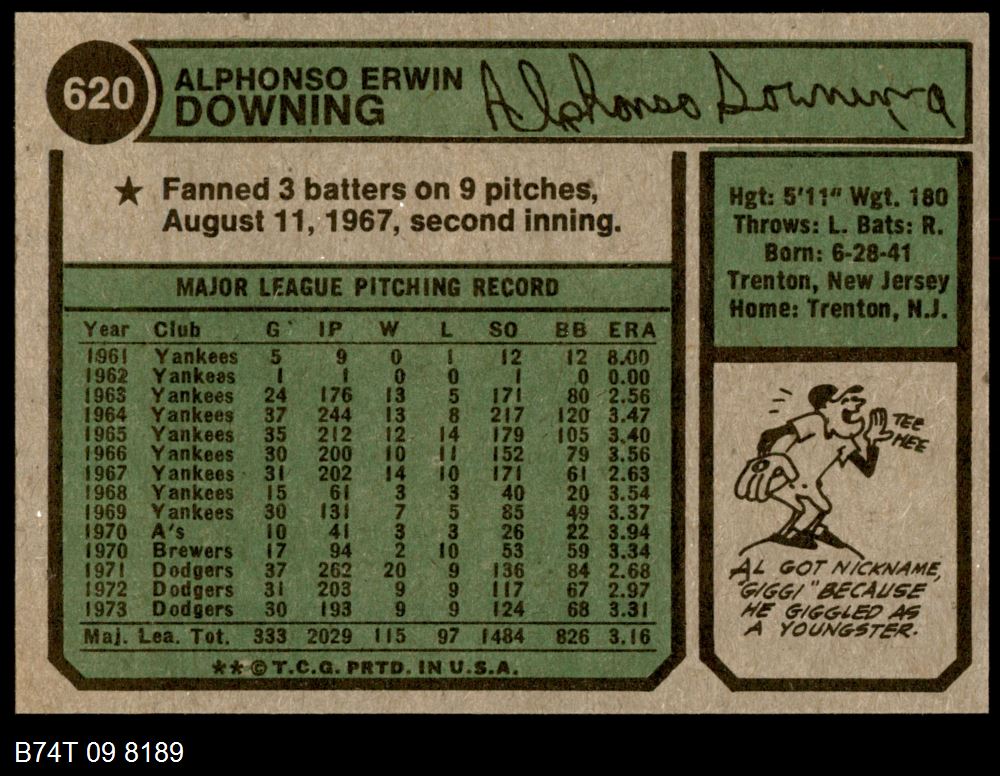 620
ALPHONSO ERWIN
DOWNING
Alphonso Downing
★ Fanned 3 batters on 9 pitches,
August 11, 1967, second inning.
MAJOR LEAGUE PITCHING RECORD
Year Club G IP W L SO BB ERA
1961 Yankees 5 9 0 1 12 12 8.00
1962 Yankees 1 1 0 0 1 0 0.00
1963 Yankees 24 176 13 5 171 80 2.56
1964 Yankees 37 244 13 8 217 120 3.47
1965 Yankees 35 212 12 14 179 105 3.40
1966 Yankees 30 200 10 11 152 79 3.56
1967 Yankees 31 202 14 10 171 61 2.63
1968 Yankees 15 61 3 3 40 20 3.54
1969 Yankees 30 131 7 5 85 49 3.37
1970 A's 10 41 3 3 26 22 3.94
1970 Brewers 17 94 2 10 53 59 3.34
1971 Dodgers 37 262 20 9 136 84 2.68
1972 Dodgers 31 203 9 9 117 67 2.97
1973 Dodgers 30 193 9 9 124 68 3.31
Maj. Lea. Tot. 333 2029 115 97 1484 826 3.16
★★©T.C.G. PRTD. IN U.S.A.
Hgt: 5'11" Wgt. 180
Throws: L. Bats: R.
Born: 6-28-41
Trenton, New Jersey
Home: Trenton, N.J.
TEE
HEE
AL GOT NICKNAME,
"GIGGI" BECAUSE
HE GIGGLED AS
A YOUNGSTER.
B74T 09 8189